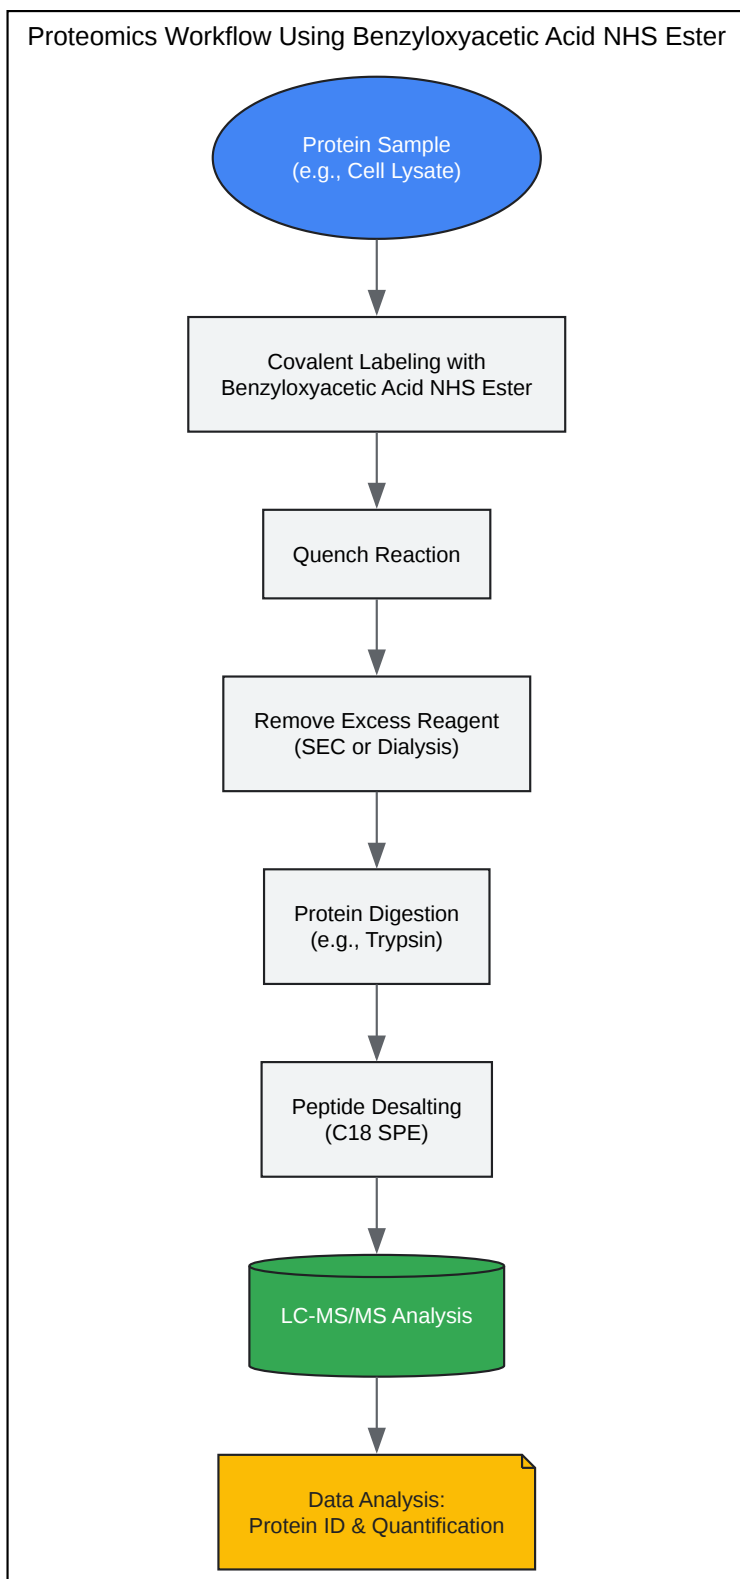 Proteomics Workflow Using Benzyloxyacetic Acid NHS Ester
Protein Sample
(e.g., Cell Lysate)
Covalent Labeling with
Benzyloxyacetic Acid NHS Ester
Quench Reaction
Remove Excess Reagent
(SEC or Dialysis)
Protein Digestion
(e.g., Trypsin)
Peptide Desalting
(C18 SPE)
LC-MS/MS Analysis
Data Analysis:
Protein ID & Quantification